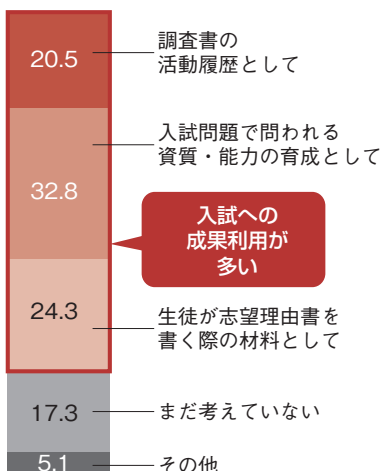 20.5
調査書の
活動履歴として
32.8
入試問題で問われる
資質・能力の育成として
入試への
成果利用が
多い
24.3
生徒が志望理由書を
書く際の材料として
17.3
まだ考えていない
5.1
その他